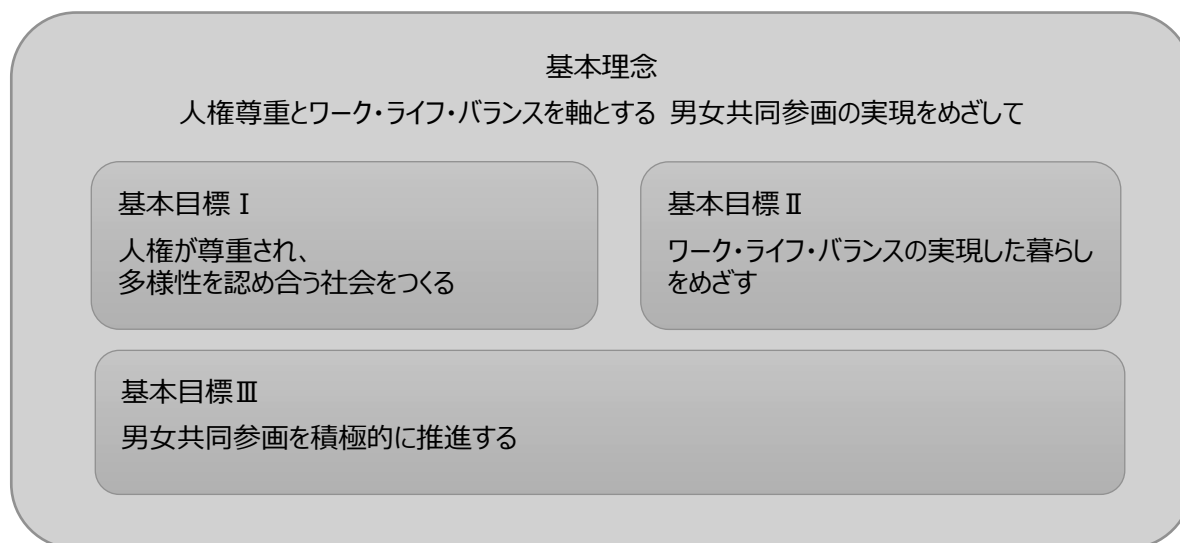 基本理念
人権尊重とワーク・ライフ・バランスを軸とする 男女共同参画の実現をめざして
基本目標Ⅰ
人権が尊重され、
多様性を認め合う社会をつくる
基本目標Ⅱ
ワーク・ライフ・バランスの実現した暮らし
をめざす
基本目標Ⅲ
男女共同参画を積極的に推進する